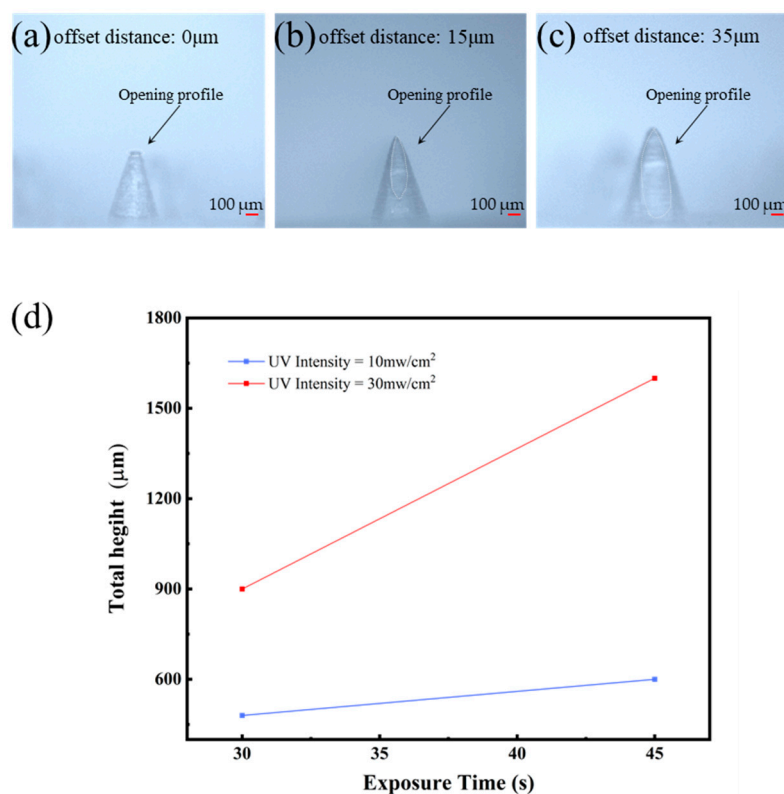 (a) offset distance: 0μm
Opening profile
100 μm
(b) offset distance: 15μm
Opening profile
100 μm
(c) offset distance: 35μm
Opening profile
100 μm
(d)
UV Intensity = 10mw/cm²
UV Intensity = 30mw/cm²
Total hegiht (μm)
1800
1500
1200
900
600
30 35 40 45
Exposure Time (s)